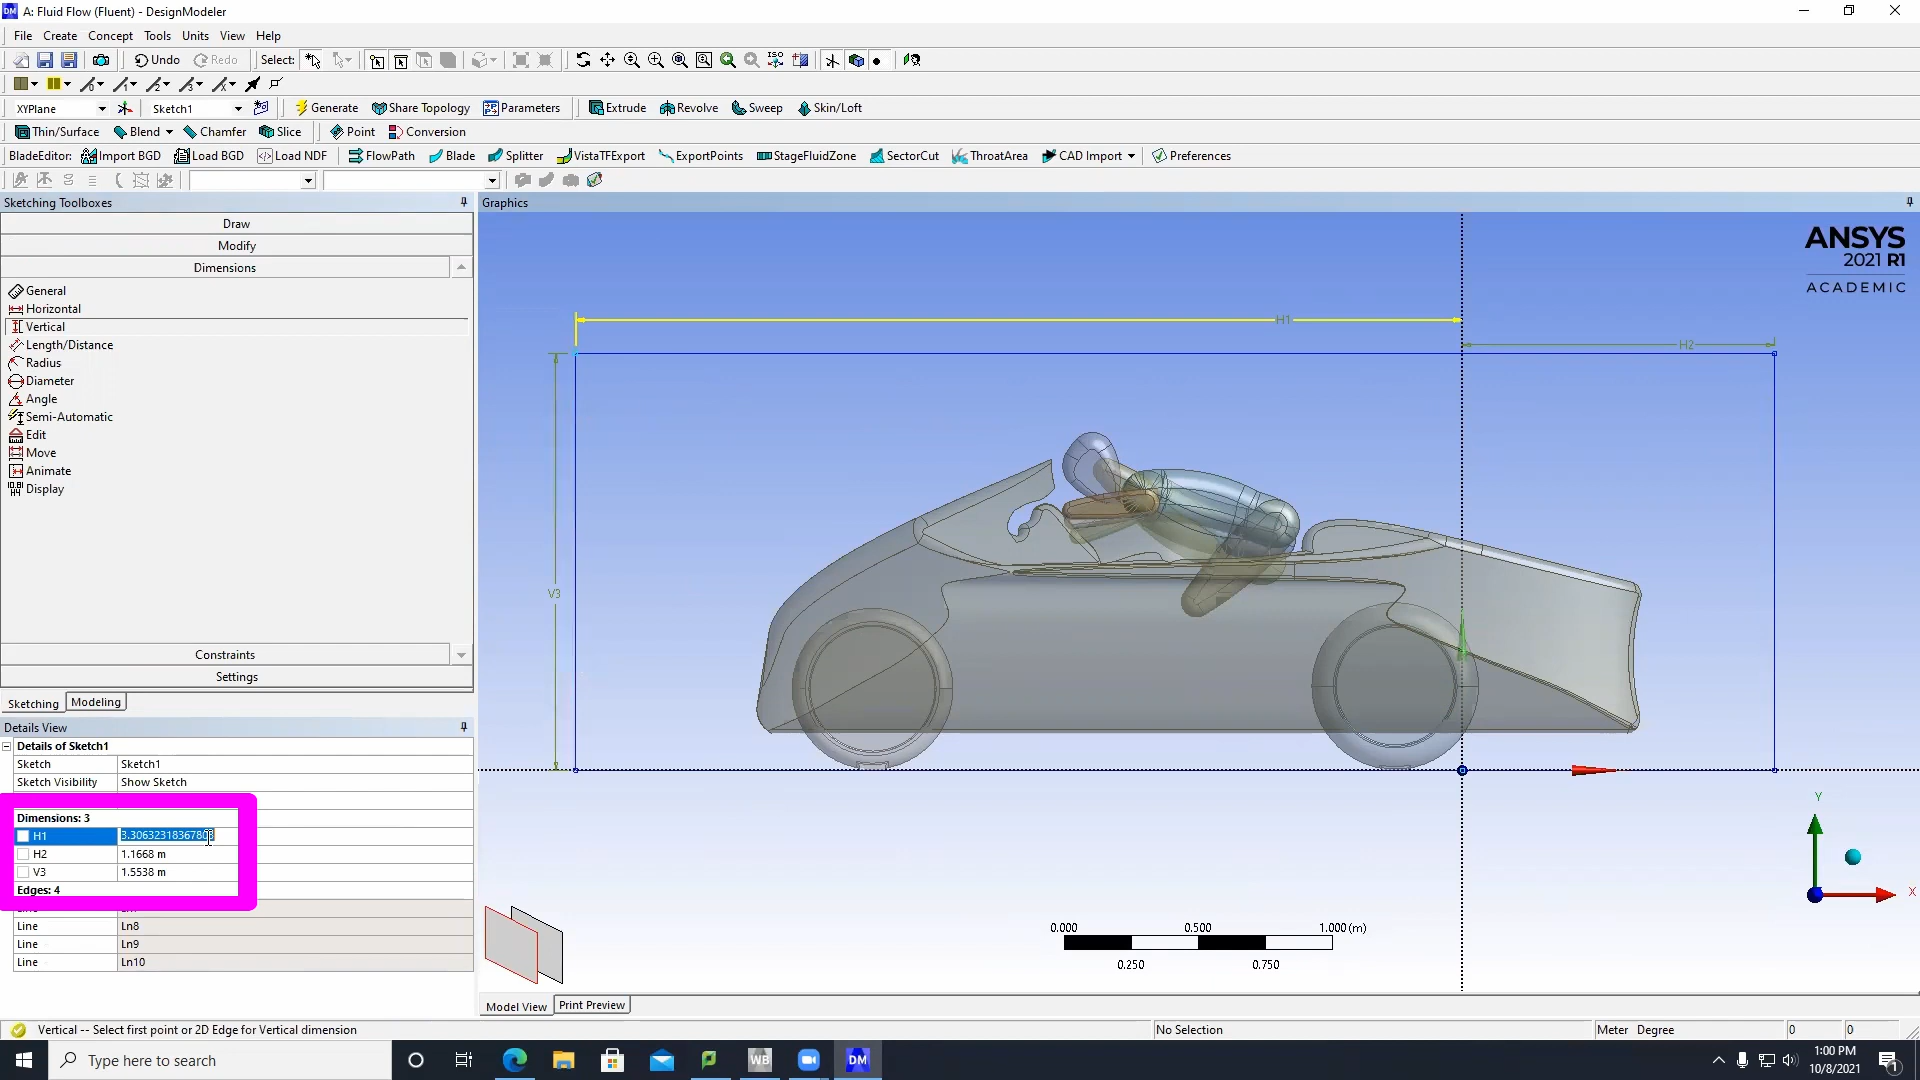 A: Fluid Flow (Fluent) - DesignModeler
File Create Concept Tools Units View Help
Undo Redo Select: ISO
XYPlane Sketch1 Generate Share Topology Parameters Extrude Revolve Sweep Skin/Loft
Thin/Surface Blend Chamfer Slice Point Conversion
BladeEditor: Import BGD Load BGD Load NDF FlowPath Blade Splitter VistaTFExport ExportPoints StageFluidZone SectorCut ThroatArea CAD Import Preferences
Sketching Toolboxes
Draw
Modify
Dimensions
General
Horizontal
Vertical
Length/Distance
Radius
Diameter
Angle
Semi-Automatic
Edit
Move
Animate
Display
Constraints
Settings
Sketching Modeling
Details View
Details of Sketch1
Sketch Sketch1
Sketch Visibility Show Sketch
Dimensions: 3
H1
H2 1.1668 m
V3 1.5538 m
Edges: 4
Line Ln8
Line Ln9
Line Ln10
Graphics
ANSYS
2021 R1
ACADEMIC
H1
H2
V3
0.000 0.500 1.000 (m)
0.250 0.750
Y
X
Model View Print Preview
Vertical -- Select first point or 2D Edge for Vertical dimension No Selection Meter Degree 0 0
Type here to search
WB
DM
1:00 PM
10/8/2021
1